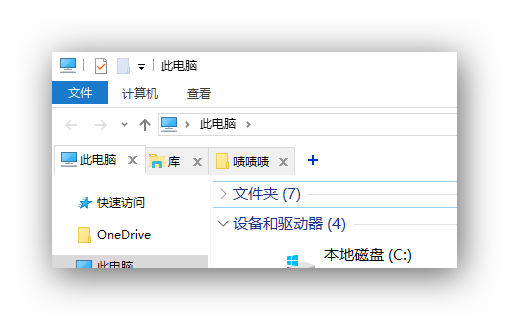 此电脑
文件 计算机 查看
此电脑
此电脑 库 啧啧啧
快速访问
OneDrive
此电脑
文件夹 (7)
设备和驱动器 (4)
本地磁盘 (C:)